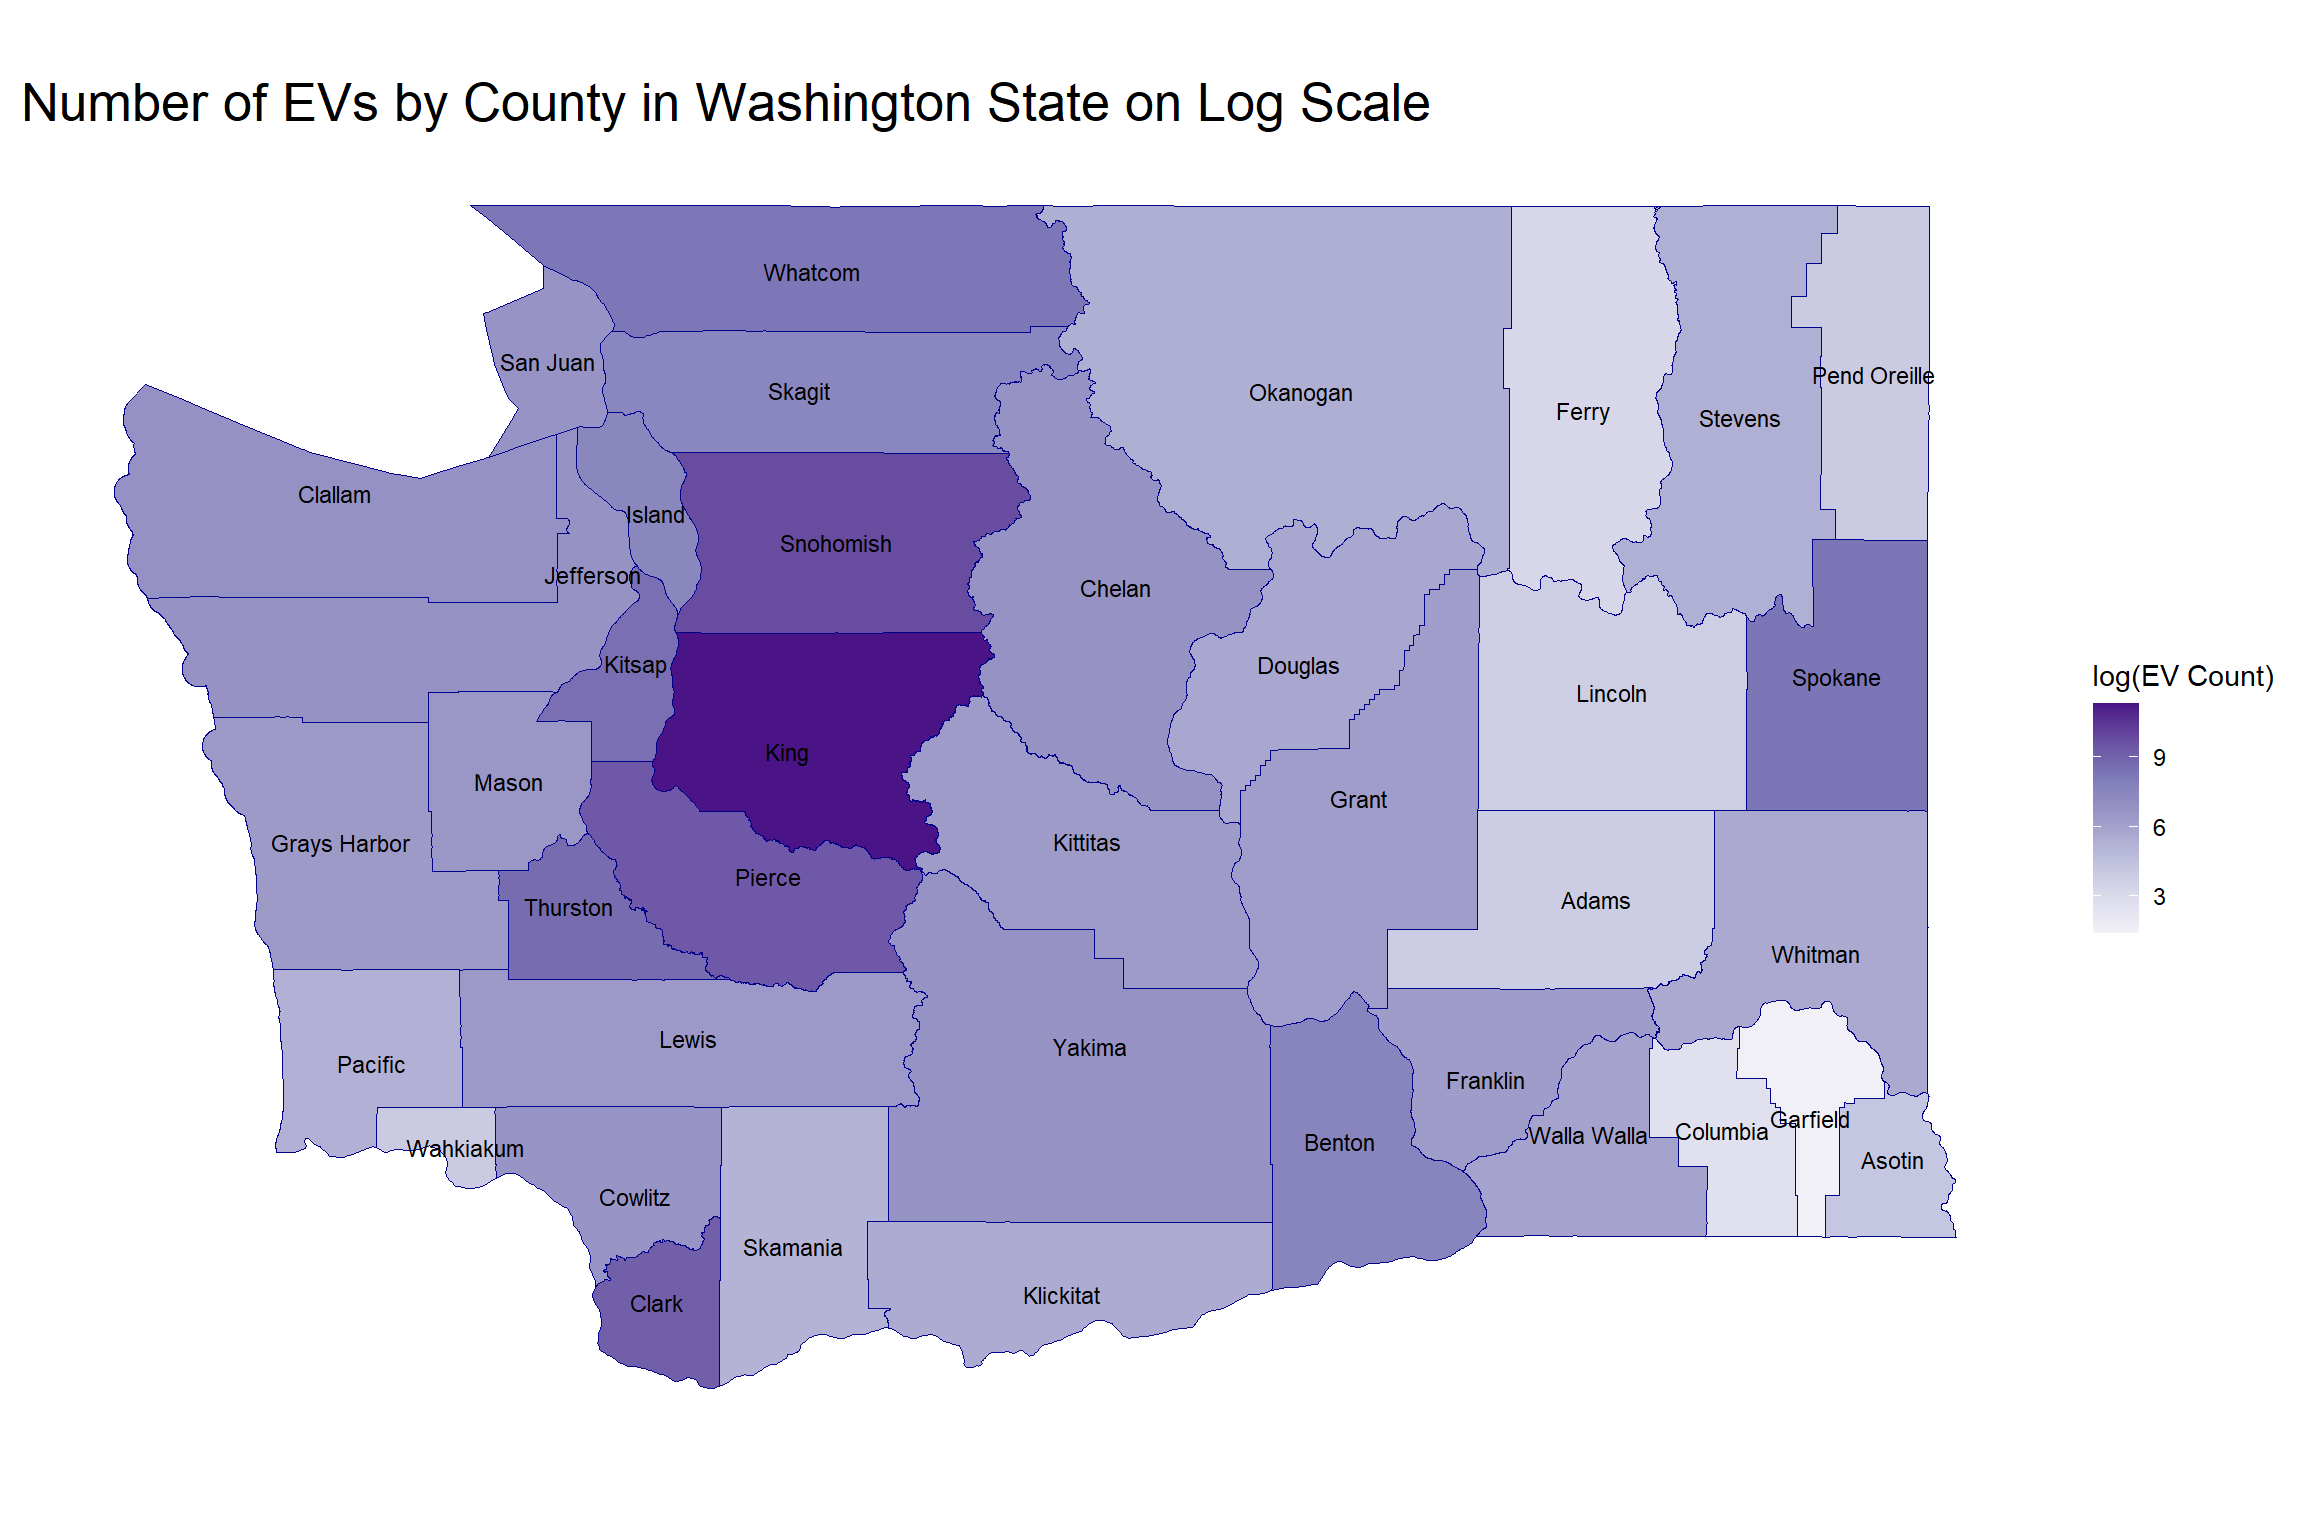 Number of EVs by County in Washington State on Log Scale
Whatcom
San Juan
Skagit
Okanogan
Ferry
Stevens
Pend Oreille
Clallam
Island
Snohomish
Jefferson
Chelan
Kitsap
Douglas
Lincoln
Spokane
King
Mason
Grant
Grays Harbor
Kittitas
Pierce
Thurston
Adams
Whitman
Lewis
Yakima
Pacific
Franklin
Garfield
Wahkiakum
Benton
Walla Walla
Columbia
Asotin
Cowlitz
Skamania
Clark
Klickitat
log(EV Count)
9
6
3